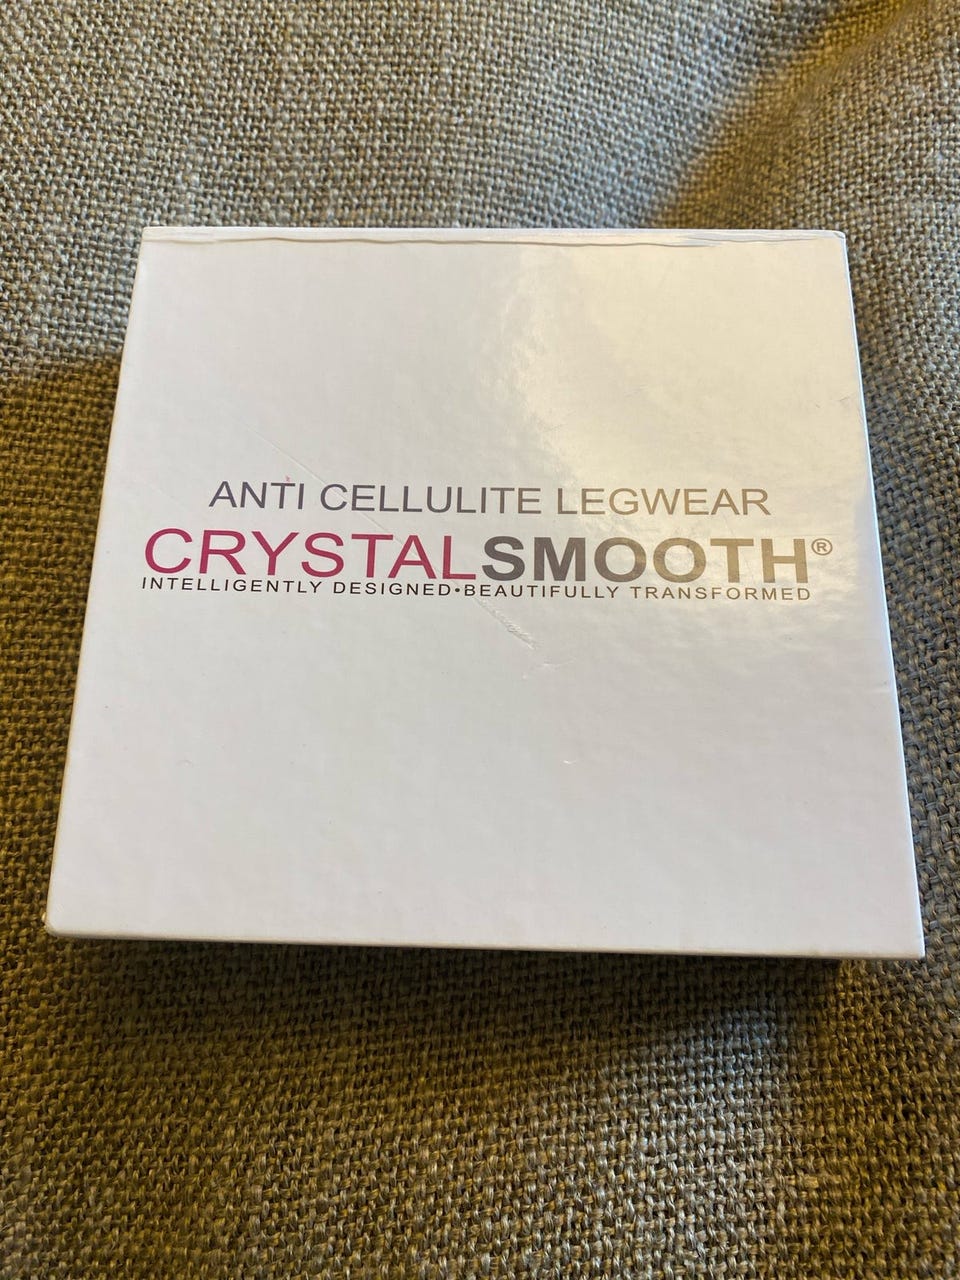 ANTI CELLULITE LEGWEAR
CRYSTALSMOOTH®
INTELLIGENTLY DESIGNED•BEAUTIFULLY TRANSFORMED